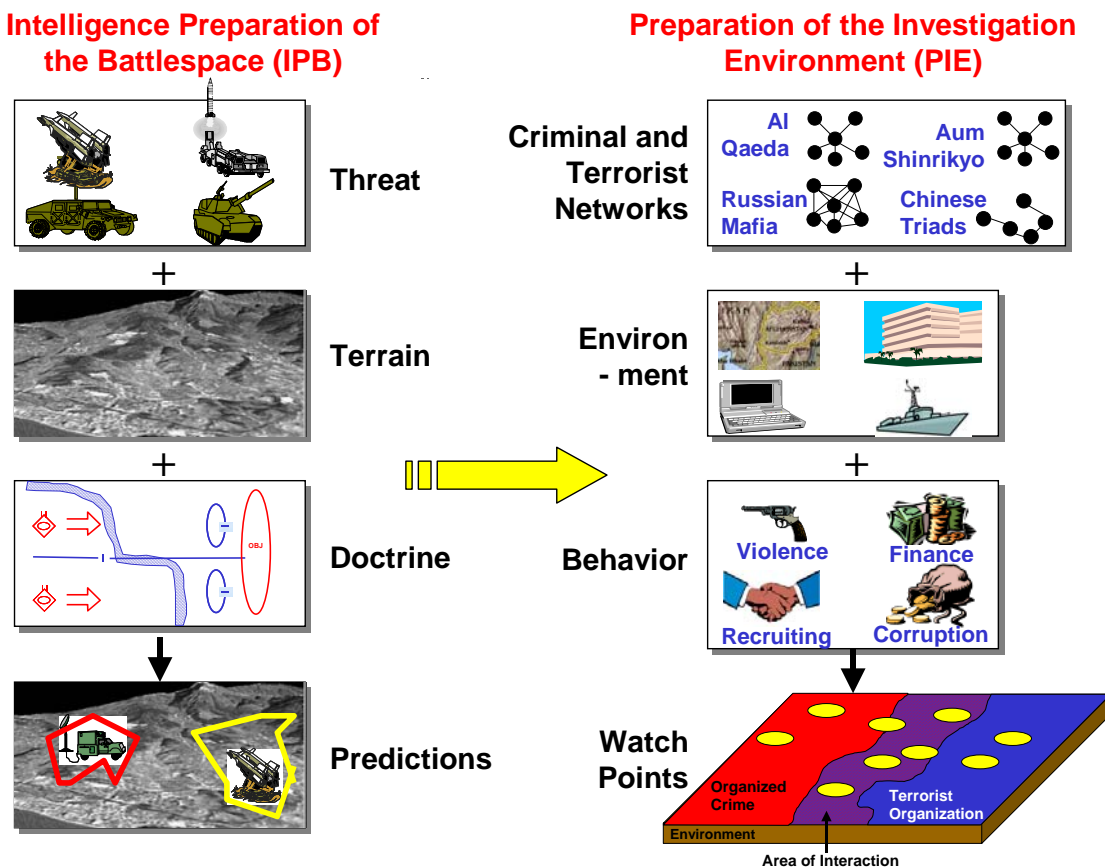 Intelligence Preparation of
the Battlespace (IPB)
Preparation of the Investigation
Environment (PIE)
Threat
Criminal and
Terrorist
Networks
Al
Qaeda
Aum
Shinrikyo
Russian
Mafia
Chinese
Triads
+
+
Terrain
Environ
- ment
AFGHANISTAN
+
+
OBJ
Doctrine
Behavior
Violence
Finance
Recruiting
Corruption
Predictions
Watch
Points
Organized
Crime
Terrorist
Organization
Environment
Area of Interaction